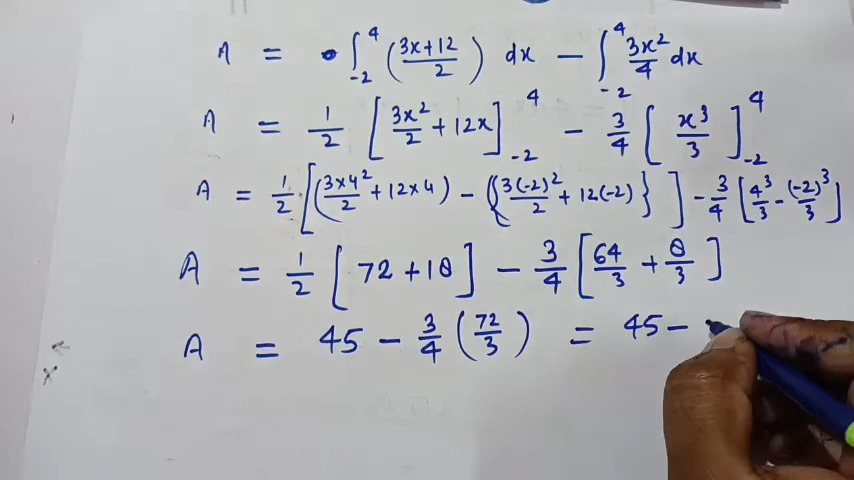 A = ∫_{-2}^{4} (3x+12/2) dx − ∫_{-2}^{4} 3x²/4 dx
A = 1/2 [3x²/2 + 12x]_{-2}^{4} − 3/4 [x³/3]_{-2}^{4}
A = 1/2 [(3×4²/2 + 12×4) − {3(-2)²/2 + 12(-2)}] − 3/4 [4³/3 − (-2)³/3]
A = 1/2 [72 + 18] − 3/4 [64/3 + 8/3]
A = 45 − 3/4 (72/3) = 45 −